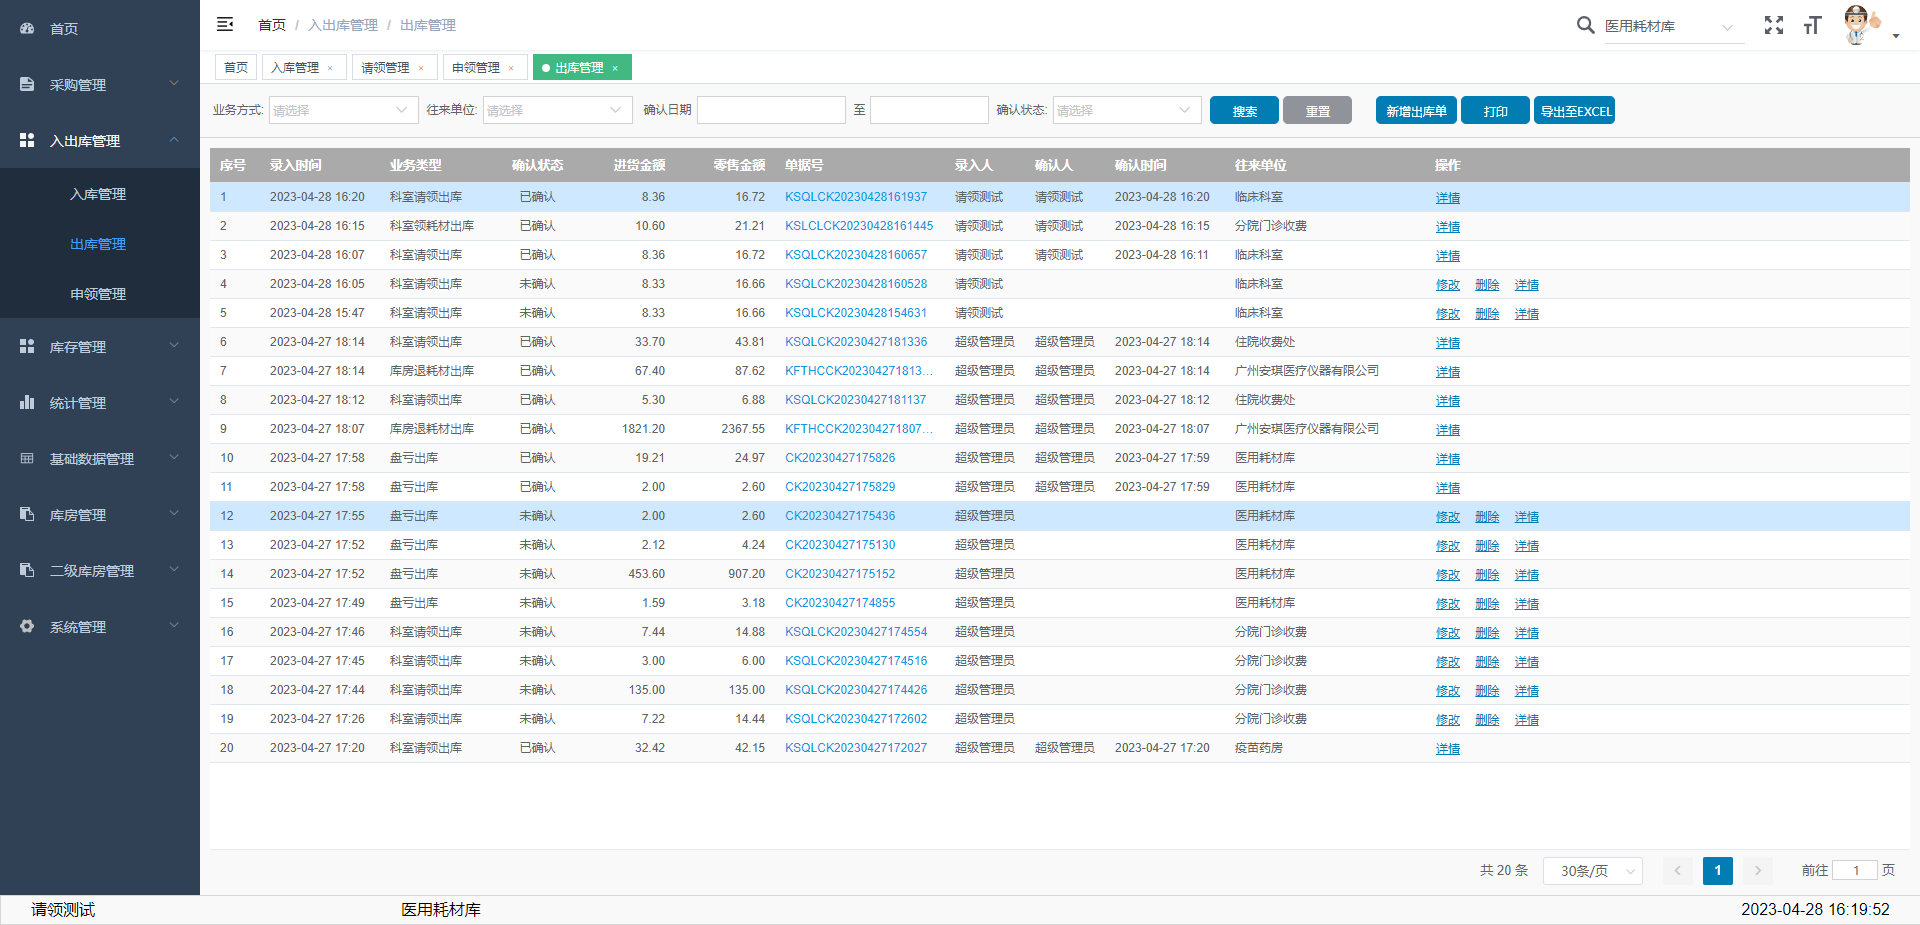 首页 / 入出库管理 / 出库管理
医用耗材库
首页
采购管理
入出库管理
入库管理
出库管理
申领管理
库存管理
统计管理
基础数据管理
库房管理
二级库房管理
系统管理
首页 入库管理 × 请领管理 × 申领管理 × 出库管理 ×
业务方式: 请选择 往来单位: 请选择 确认日期 至 确认状态: 请选择 搜索 重置 新增出库单 打印 导出至EXCEL
序号 录入时间 业务类型 确认状态 进货金额 零售金额 单据号 录入人 确认人 确认时间 往来单位 操作
1 2023-04-28 16:20 科室请领出库 已确认 8.36 16.72 KSQLCK20230428161937 请领测试 请领测试 2023-04-28 16:20 临床科室 详情
2 2023-04-28 16:15 科室领耗材出库 已确认 10.60 21.21 KSLCLCK20230428161445 请领测试 请领测试 2023-04-28 16:15 分院门诊收费 详情
3 2023-04-28 16:07 科室请领出库 已确认 8.36 16.72 KSQLCK20230428160657 请领测试 请领测试 2023-04-28 16:11 临床科室 详情
4 2023-04-28 16:05 科室请领出库 未确认 8.33 16.66 KSQLCK20230428160528 请领测试 临床科室 修改 删除 详情
5 2023-04-28 15:47 科室请领出库 未确认 8.33 16.66 KSQLCK20230428154631 请领测试 临床科室 修改 删除 详情
6 2023-04-27 18:14 科室请领出库 已确认 33.70 43.81 KSQLCK20230427181336 超级管理员 超级管理员 2023-04-27 18:14 住院收费处 详情
7 2023-04-27 18:14 库房退耗材出库 已确认 67.40 87.62 KFTHCCK202304271813... 超级管理员 超级管理员 2023-04-27 18:14 广州安琪医疗仪器有限公司 详情
8 2023-04-27 18:12 科室请领出库 已确认 5.30 6.88 KSQLCK20230427181137 超级管理员 超级管理员 2023-04-27 18:12 住院收费处 详情
9 2023-04-27 18:07 库房退耗材出库 已确认 1821.20 2367.55 KFTHCCK202304271807... 超级管理员 超级管理员 2023-04-27 18:07 广州安琪医疗仪器有限公司 详情
10 2023-04-27 17:58 盘亏出库 已确认 19.21 24.97 CK20230427175826 超级管理员 超级管理员 2023-04-27 17:59 医用耗材库 详情
11 2023-04-27 17:58 盘亏出库 已确认 2.00 2.60 CK20230427175829 超级管理员 超级管理员 2023-04-27 17:59 医用耗材库 详情
12 2023-04-27 17:55 盘亏出库 未确认 2.00 2.60 CK20230427175436 超级管理员 医用耗材库 修改 删除 详情
13 2023-04-27 17:52 盘亏出库 未确认 2.12 4.24 CK20230427175130 超级管理员 医用耗材库 修改 删除 详情
14 2023-04-27 17:52 盘亏出库 未确认 453.60 907.20 CK20230427175152 超级管理员 医用耗材库 修改 删除 详情
15 2023-04-27 17:49 盘亏出库 未确认 1.59 3.18 CK20230427174855 超级管理员 医用耗材库 修改 删除 详情
16 2023-04-27 17:46 科室请领出库 未确认 7.44 14.88 KSQLCK20230427174554 超级管理员 分院门诊收费 修改 删除 详情
17 2023-04-27 17:45 科室请领出库 未确认 3.00 6.00 KSQLCK20230427174516 超级管理员 分院门诊收费 修改 删除 详情
18 2023-04-27 17:44 科室请领出库 未确认 135.00 135.00 KSQLCK20230427174426 超级管理员 分院门诊收费 修改 删除 详情
19 2023-04-27 17:26 科室请领出库 未确认 7.22 14.44 KSQLCK20230427172602 超级管理员 分院门诊收费 修改 删除 详情
20 2023-04-27 17:20 科室请领出库 已确认 32.42 42.15 KSQLCK20230427172027 超级管理员 超级管理员 2023-04-27 17:20 疫苗药房 详情
共 20 条 30条/页 1 前往 1 页
请领测试 医用耗材库 2023-04-28 16:19:52